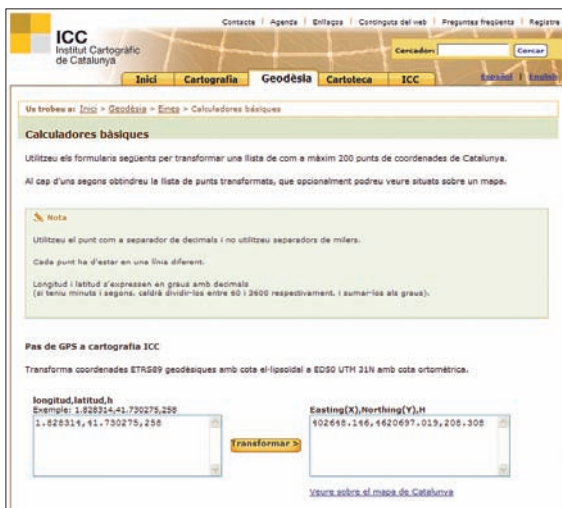 Contacte | Agenda | Enllaços | Continguts del web | Preguntes freqüents | Registre
ICC
Institut Cartogràfic
de Catalunya
Cercador: Cercar
Inici Cartografia Geodèsia Cartoteca ICC Español | English
Us trobeu a: Inici > Geodèsia > Eines > Calculadores bàsiques
Calculadores bàsiques
Utilitzeu els formularis següents per transformar una llista de com a màxim 200 punts de coordenades de Catalunya.
Al cap d'uns segons obtindreu la llista de punts transformats, que opcionalment podreu veure situats sobre un mapa.
Nota
Utilitzeu el punt com a separador de decimals i no utilitzeu separadors de milers.
Cada punt ha d'estar en una línia diferent.
Longitud i latitud s'expressen en graus amb decimals
(si teniu minuts i segons, caldrà dividir-los entre 60 i 3600 respectivament, i sumar-los als graus).
Pas de GPS a cartografia ICC
Transforma coordenades ETRS89 geodèsiques amb cota el·lipsoidal a ED50 UTM 31N amb cota ortomètrica.
longitud,latitud,h
Exemple: 1.828314,41.730275,258
Easting(X),Northing(Y),H
1.828314,41.730275,258
Transformar >
402648.146,4620697.019,208.308
Veure sobre el mapa de Catalunya